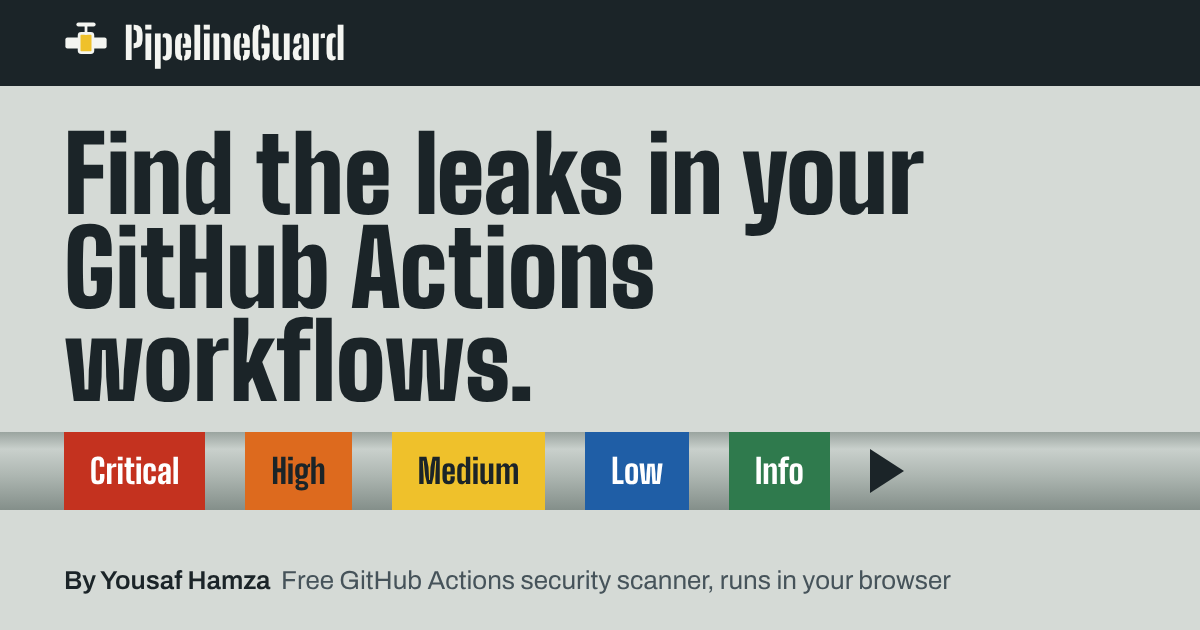 PipelineGuard
Find the leaks in your
GitHub Actions
workflows.
Critical High Medium Low Info
By Yousaf Hamza Free GitHub Actions security scanner, runs in your browser